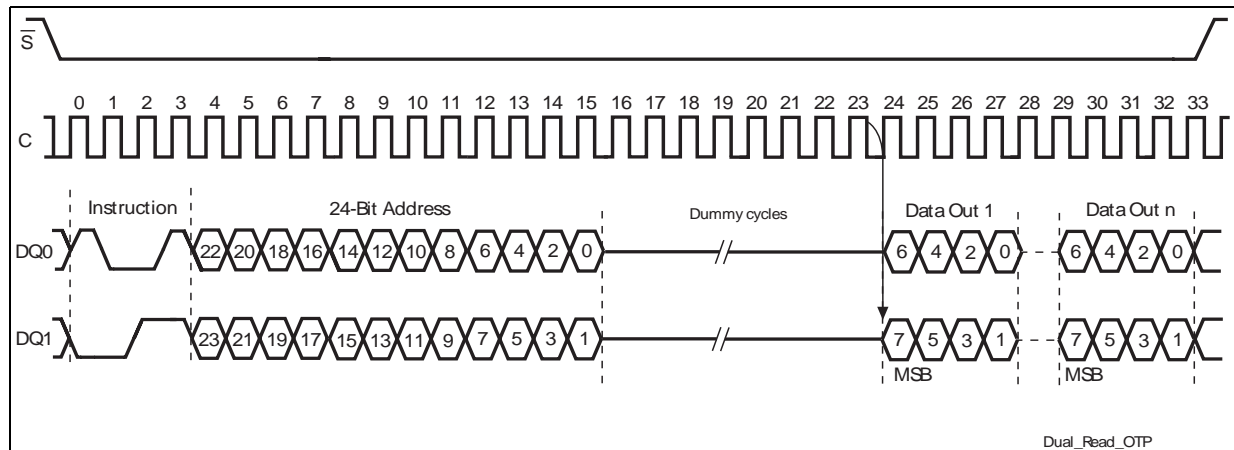 S
0 1 2 3 4 5 6 7 8 9 10 11 12 13 14 15 16 17 18 19 20 21 22 23 24 25 26 27 28 29 30 31 32 33
C
Instruction 24-Bit Address Dummy cycles Data Out 1 Data Out n
DQ0 22 20 18 16 14 12 10 8 6 4 2 0 6 4 2 0 6 4 2 0
DQ1 23 21 19 17 15 13 11 9 7 5 3 1 7 5 3 1 7 5 3 1
MSB MSB
Dual_Read_OTP